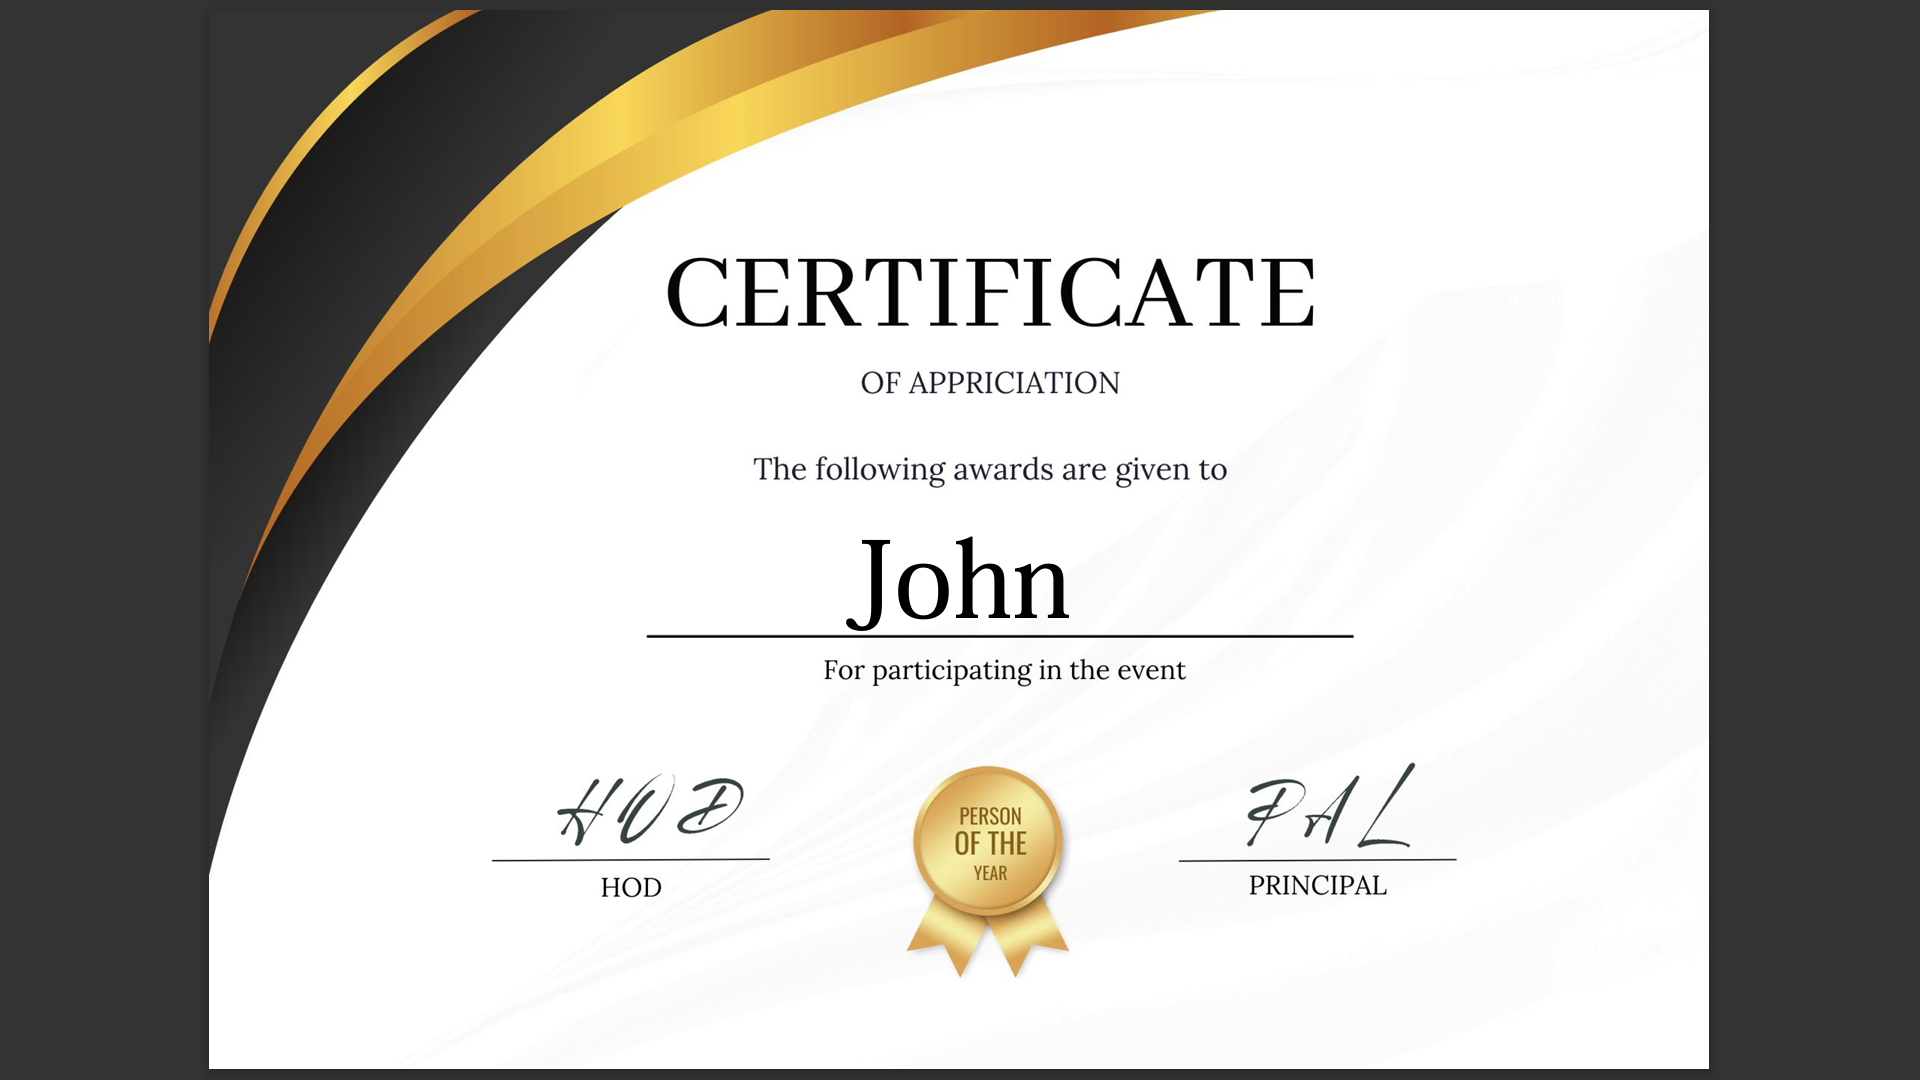 CERTIFICATE
OF APPRICIATION
The following awards are given to
John
For participating in the event
HOD
HOD
PERSON
OF THE
YEAR
PAL
PRINCIPAL